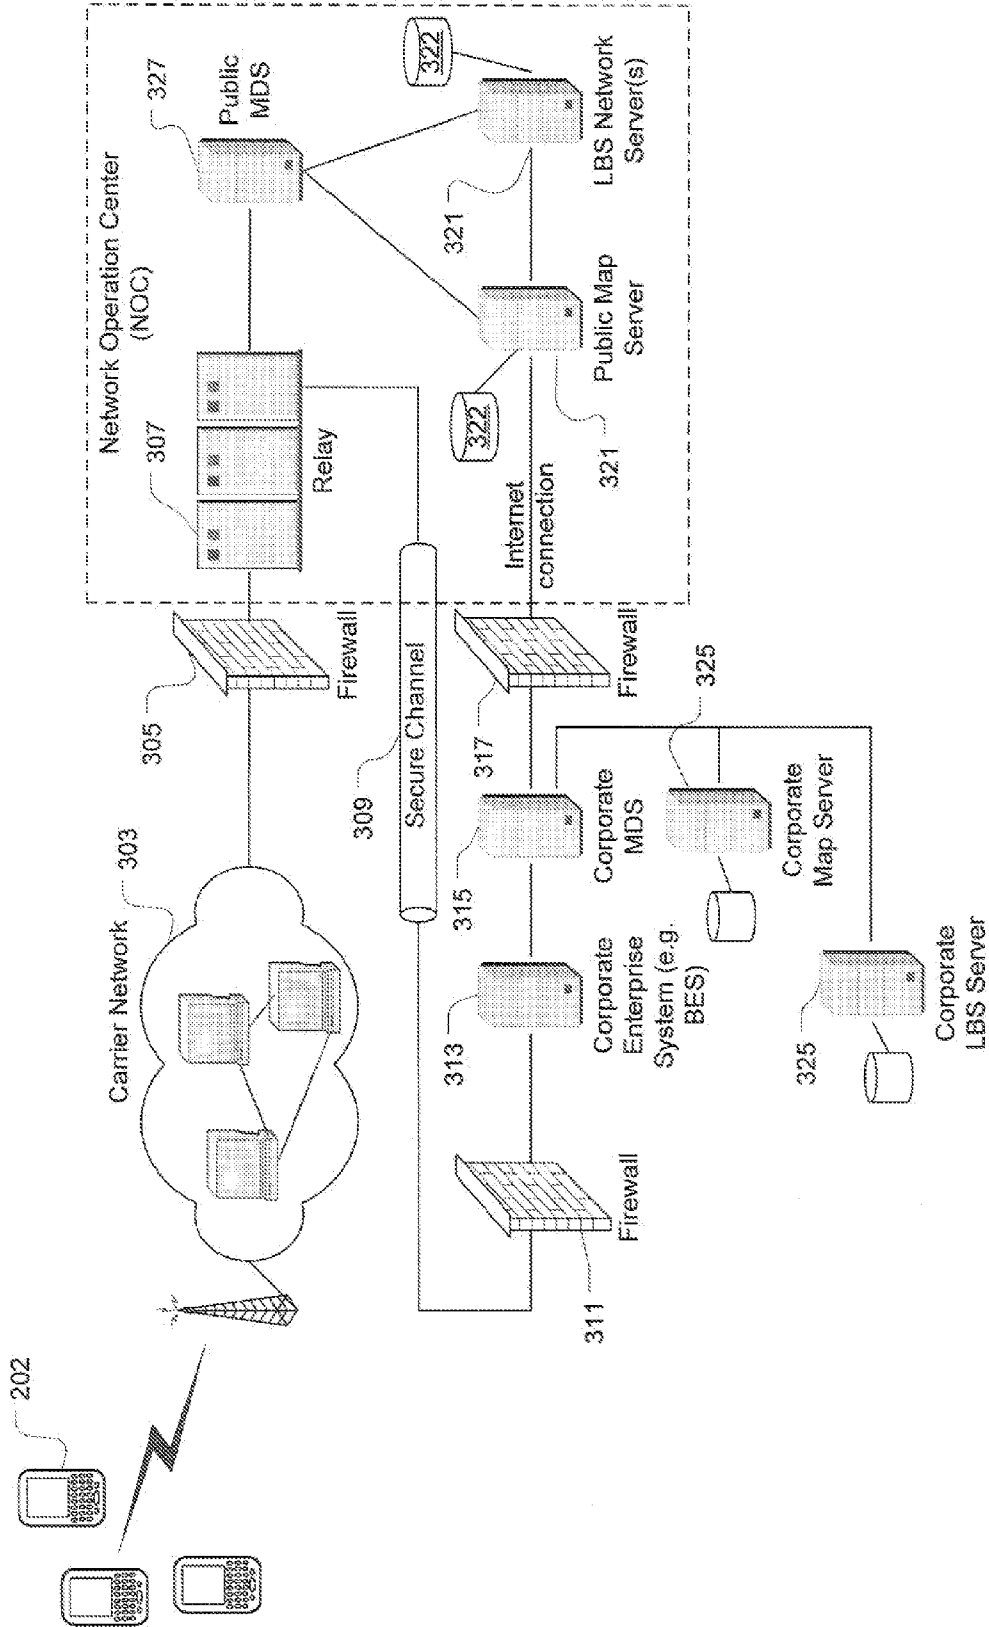 202
Carrier Network
303
305
Firewall
Network Operation Center
(NOC)
307
Relay
327
Public
MDS
309
Secure Channel
311
Firewall
313
Corporate
Enterprise
System (e.g.
BES)
315
Corporate
MDS
317
Firewall
Internet
connection
322
321
Public Map
Server
321
322
LBS Network
Server(s)
325
Corporate
Map Server
325
Corporate
LBS Server